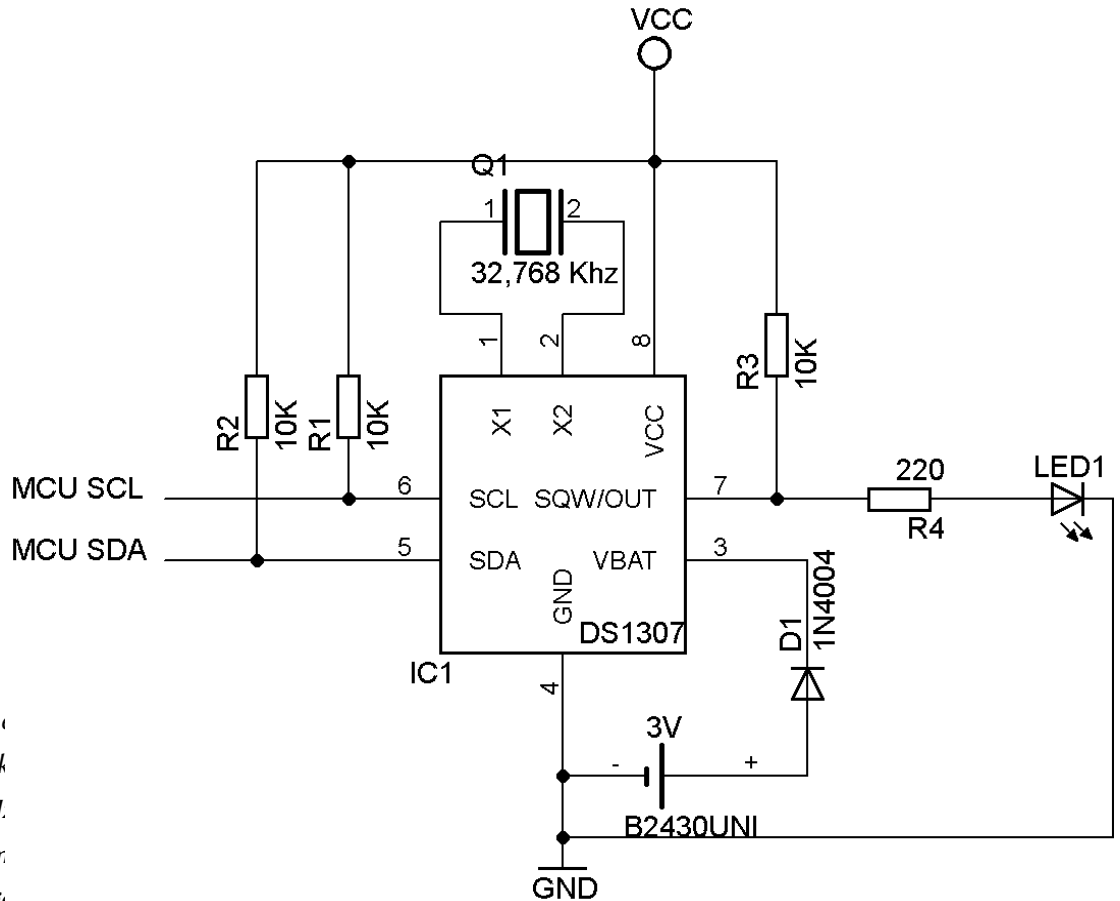 VCC
Q1
1 2
32,768 Khz
1
2
8
R3
10K
R2
10K
R1
10K
X1
X2
VCC
MCU SCL
6
SCL
SQW/OUT
7
220
R4
LED1
MCU SDA
5
SDA
VBAT
3
GND
DS1307
IC1
4
D1
1N4004
3V
- +
B2430UNI
GND